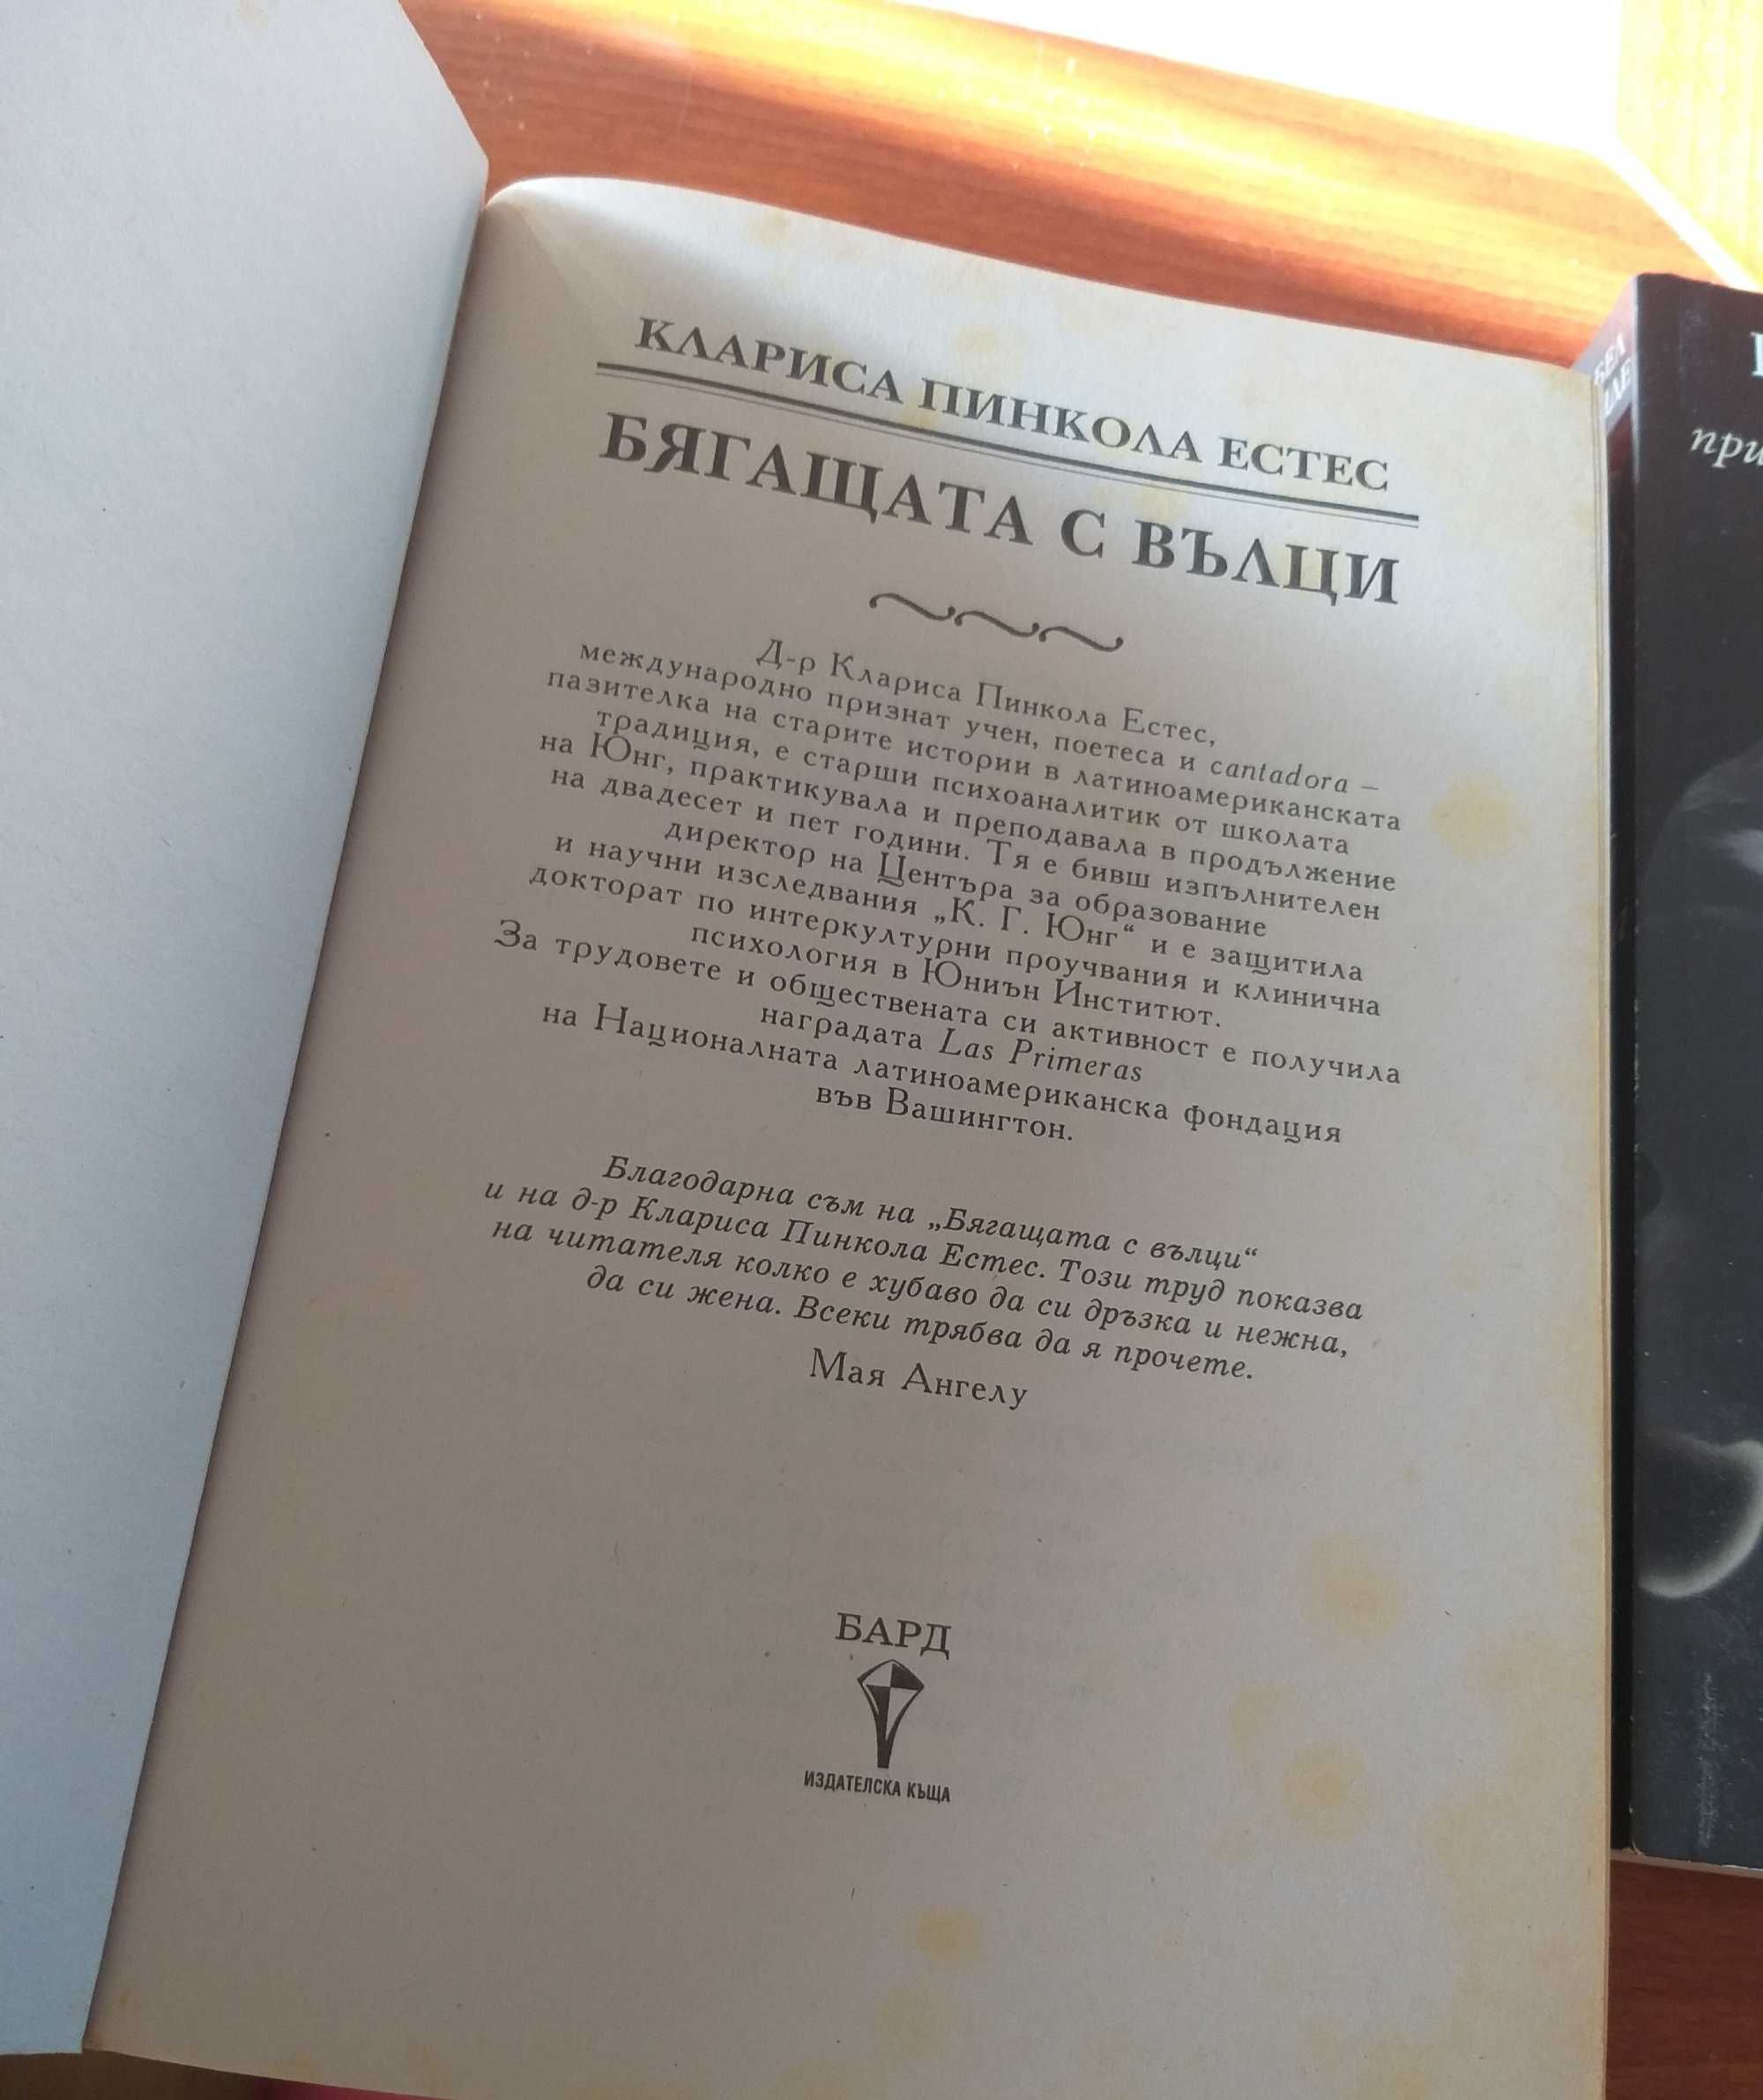 КЛАРИСА ПИНКОЛА ЕСТЕС
БЯГАЩАТА С ВЪЛЦИ
Д-р Клариса Пинкола Естес,
международно признат учен, поетеса и cantadora –
пазителка на старите истории в латиноамериканската
традиция, е старши психоаналитик от школата
на Юнг, практикувала и преподавала в продължение
на двадесет и пет години. Тя е бивш изпълнителен
директор на Центъра за образование
и научни изследвания „К. Г. Юнг“ и е защитила
докторат по интеркултурни проучвания и клинична
психология в Юниън Институт.
За трудовете и обществената си активност е получила
наградата Las Primeras
на Националната латиноамериканска фондация
във Вашингтон.
Благодарна съм на „Бягащата с вълци“
и на д-р Клариса Пинкола Естес. Този труд показва
на читателя колко е хубаво да си дръзка и нежна,
да си жена. Всеки трябва да я прочете.
Мая Ангелу
БАРД
ИЗДАТЕЛСКА КЪЩА
при